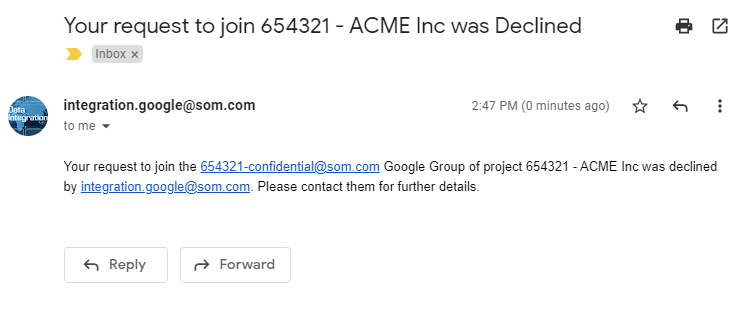 Your request to join 654321 - ACME Inc was Declined
Inbox ×
Data
Integration
integration.google@som.com
2:47 PM (0 minutes ago)
to me
Your request to join the 654321-confidential@som.com Google Group of project 654321 - ACME Inc was declined
by integration.google@som.com. Please contact them for further details.
Reply
Forward